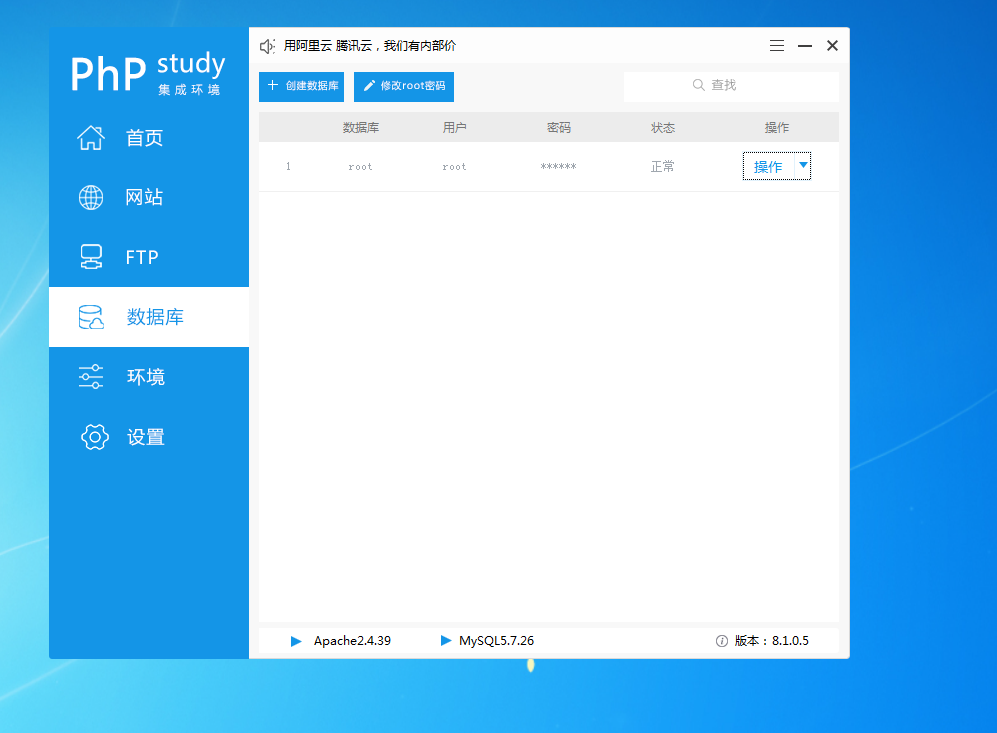 PhP study
集成环境
用阿里云 腾讯云，我们有内部价
首页
网站
FTP
数据库
环境
设置
+ 创建数据库 修改root密码 查找
数据库 用户 密码 状态 操作
1 root root ****** 正常 操作
Apache2.4.39 MySQL5.7.26 版本：8.1.0.5